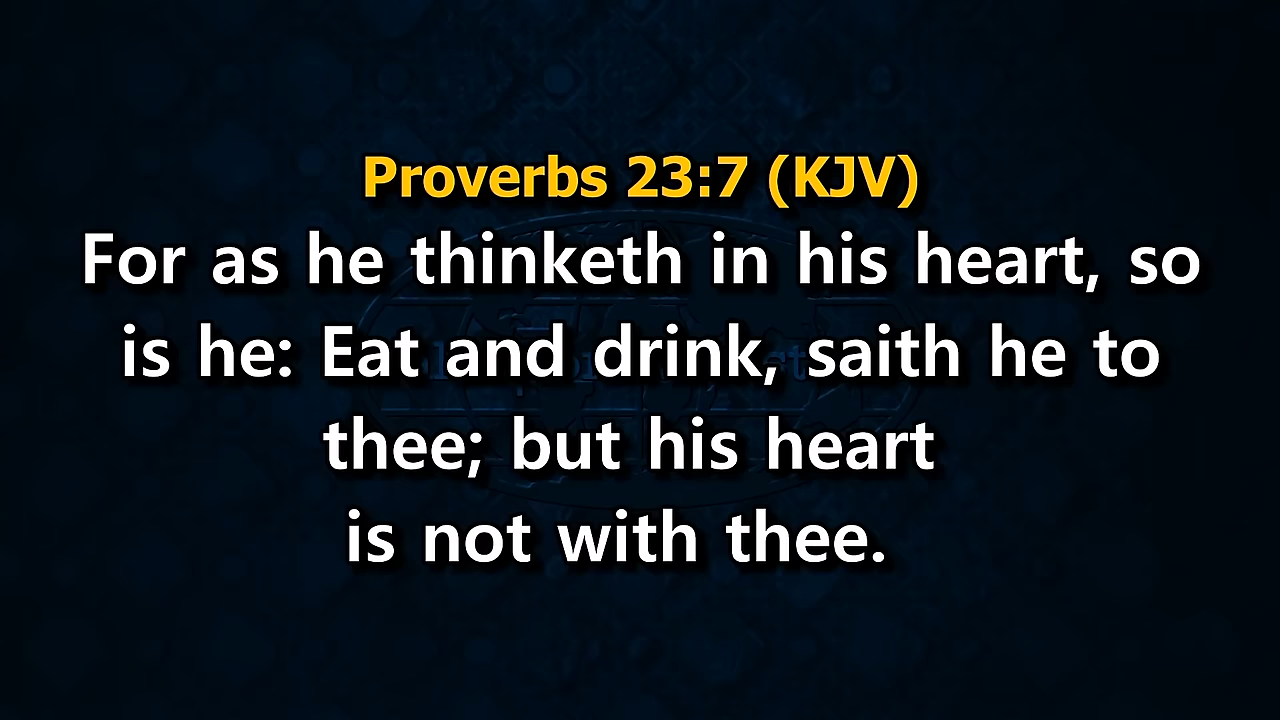 Proverbs 23:7 (KJV)
For as he thinketh in his heart, so
is he: Eat and drink, saith he to
thee; but his heart
is not with thee.